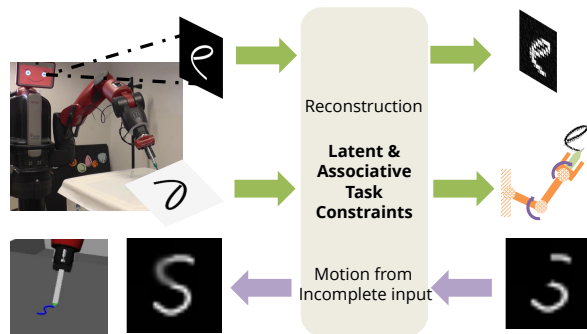 Reconstruction
Latent &
Associative
Task
Constraints
Motion from
Incomplete input